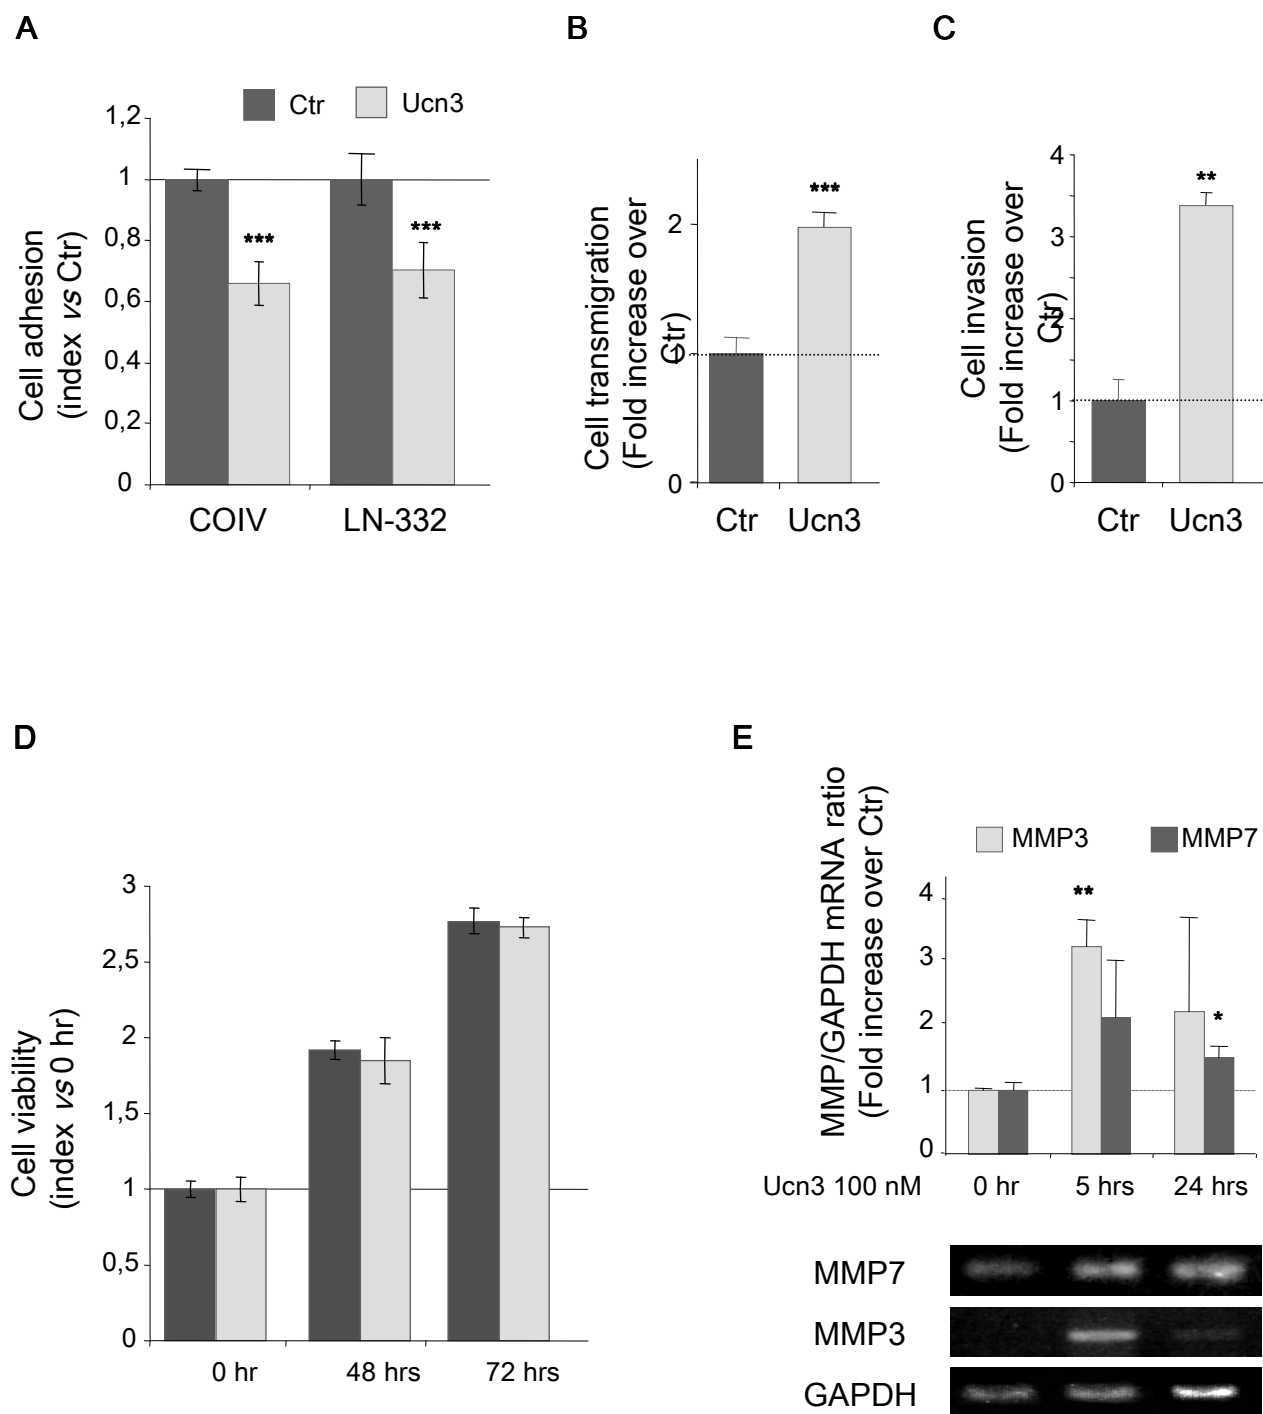 A
Ctr
Ucn3
1,2
1
0,8
0,6
0,4
0,2
0
Cell adhesion
(index vs Ctr)
***
***
COIV
LN-332
B
Cell transmigration
(Fold increase over
Ctr)
2
1
0
***
Ctr
Ucn3
C
Cell invasion
(Fold increase over
Ctr)
4
3
2
1
0
**
Ctr
Ucn3
D
Cell viability
(index vs 0 hr)
3
2,5
2
1,5
1
0,5
0
0 hr
48 hrs
72 hrs
E
MMP/GAPDH mRNA ratio
(Fold increase over Ctr)
MMP3
MMP7
4
3
2
1
0
**
*
Ucn3 100 nM
0 hr
5 hrs
24 hrs
MMP7
MMP3
GAPDH